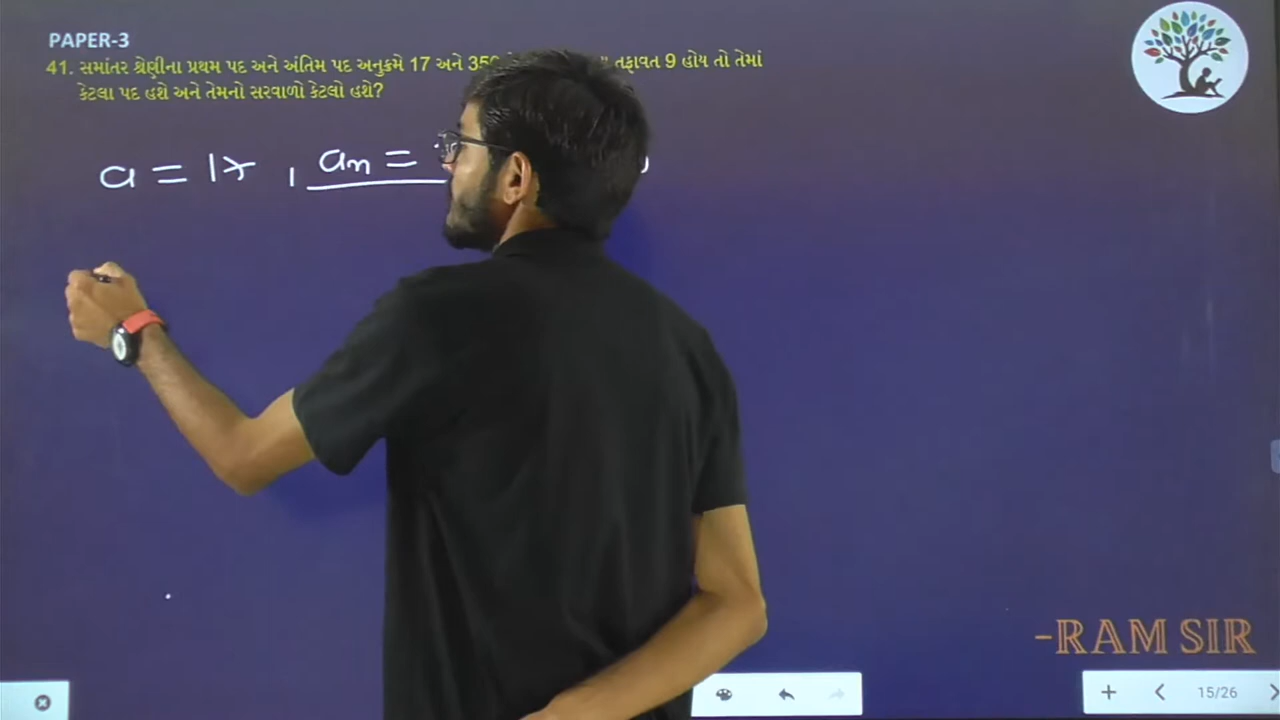 PAPER-3
41. સમાંતર શ્રેણીના પ્રથમ પદ અને અંતિમ પદ અનુક્રમે 17 અને 350 તફાવત 9 હોય તો તેમાં
કેટલા પદ હશે અને તેમનો સરવાળો કેટલો હશે?
a = 17 , an =
-RAM SIR
15/26